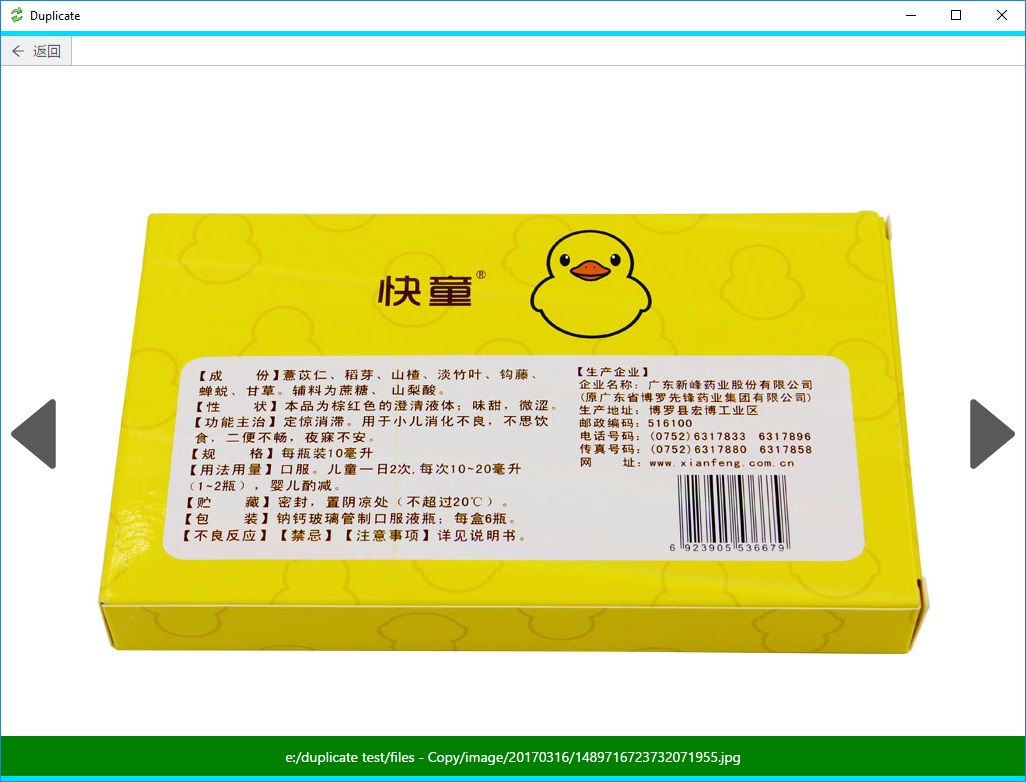 Duplicate
返回
快童®
【成　　份】薏苡仁、稻芽、山楂、淡竹叶、钩藤、
蝉蜕、甘草。辅料为蔗糖、山梨酸。
【性　　状】本品为棕红色的澄清液体；味甜，微涩。
【功能主治】定惊消滞。用于小儿消化不良，不思饮
食，二便不畅，夜寐不安。
【规　　格】每瓶装10毫升
【用法用量】口服。儿童一日2次,每次10~20毫升
（1~2瓶），婴儿酌减。
【贮　　藏】密封，置阴凉处（不超过20℃）。
【包　　装】钠钙玻璃管制口服液瓶；每盒6瓶。
【不良反应】【禁忌】【注意事项】详见说明书。
【生产企业】
企业名称：广东新峰药业股份有限公司
(原广东省博罗先锋药业集团有限公司)
生产地址：博罗县宏博工业区
邮政编码：516100
电话号码：(0752)6317833 6317896
传真号码：(0752)6317880 6317858
网　　址：www.xianfeng.com.cn
6 923905 536679
e:/duplicate test/files - Copy/image/20170316/1489716723732071955.jpg